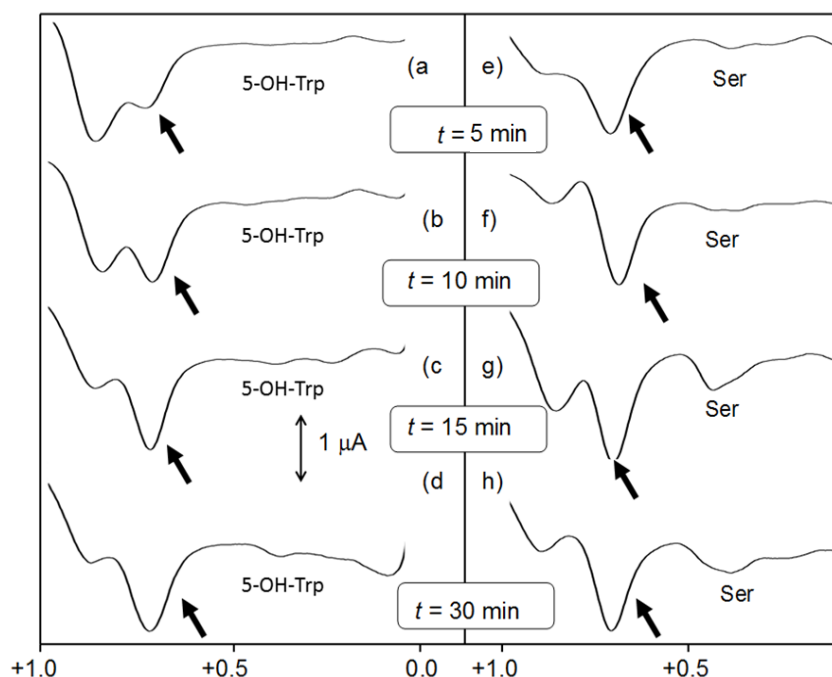 (a
e)
5-OH-Trp
Ser
t = 5 min
(b
f)
5-OH-Trp
Ser
t = 10 min
(c
g)
5-OH-Trp
Ser
t = 15 min
1 μA
(d
h)
5-OH-Trp
Ser
t = 30 min
+1.0 +0.5 0.0 +1.0 +0.5